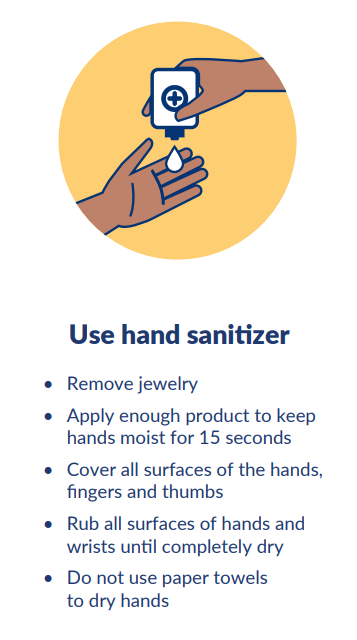 Use hand sanitizer
• Remove jewelry
• Apply enough product to keep
hands moist for 15 seconds
• Cover all surfaces of the hands,
fingers and thumbs
• Rub all surfaces of hands and
wrists until completely dry
• Do not use paper towels
to dry hands